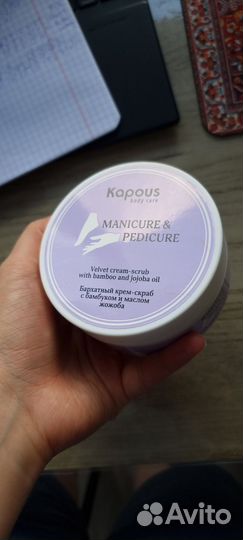 Kapous
body care
MANICURE &
PEDICURE
Velvet cream-scrub
with bamboo and jojoba oil
Бархатный крем-скраб
с бамбуком и маслом
жожоба
Avito